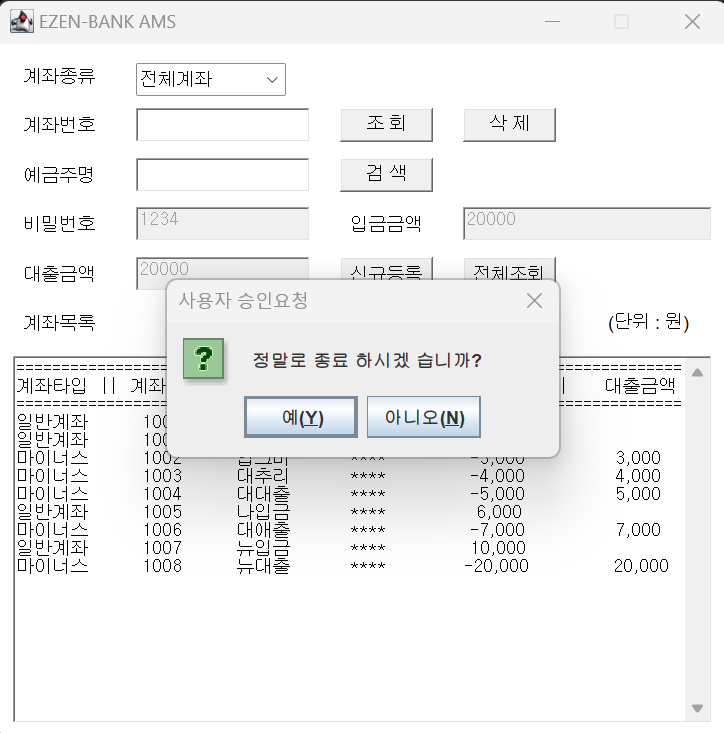 EZEN-BANK AMS
계좌종류 전체계좌
계좌번호 조 회 삭 제
예금주명 검 색
비밀번호 1234 입금금액 20000
대출금액 20000 신규등록 전체조회
계좌목록 (단위 : 원)
사용자 승인요청
정말로 종료 하시겠 습니까?
예(Y) 아니오(N)
===============================================================
계좌타입 || 계좌 대출금액
===============================================================
일반계좌
일반계좌
마이너스 1002 **** -3,000 3,000
마이너스 1003 대추리 **** -4,000 4,000
마이너스 1004 대대출 **** -5,000 5,000
일반계좌 1005 나입금 **** 6,000
마이너스 1006 대애출 **** -7,000 7,000
일반계좌 1007 뉴입금 **** 10,000
마이너스 1008 뉴대출 **** -20,000 20,000